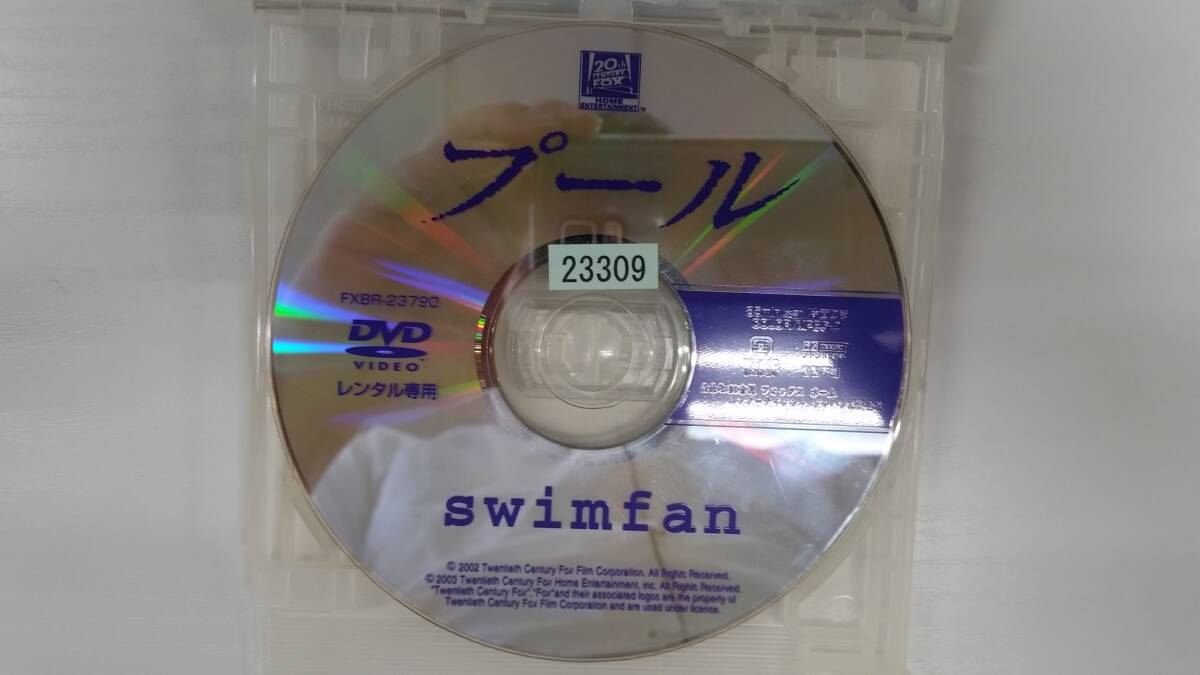 20th
CENTURY
FOX
HOME
ENTERTAINMENT
プール
23309
FXBR-23790
DVD
VIDEO
レンタル専用
swimfan
© 2002 Twentieth Century Fox Film Corporation. All Rights Reserved.
© 2003 Twentieth Century Fox Home Entertainment, Inc. All Rights Reserved.
"Twentieth Century Fox", "Fox" and their associated logos are the property of
Twentieth Century Fox Film Corporation and are used under license.